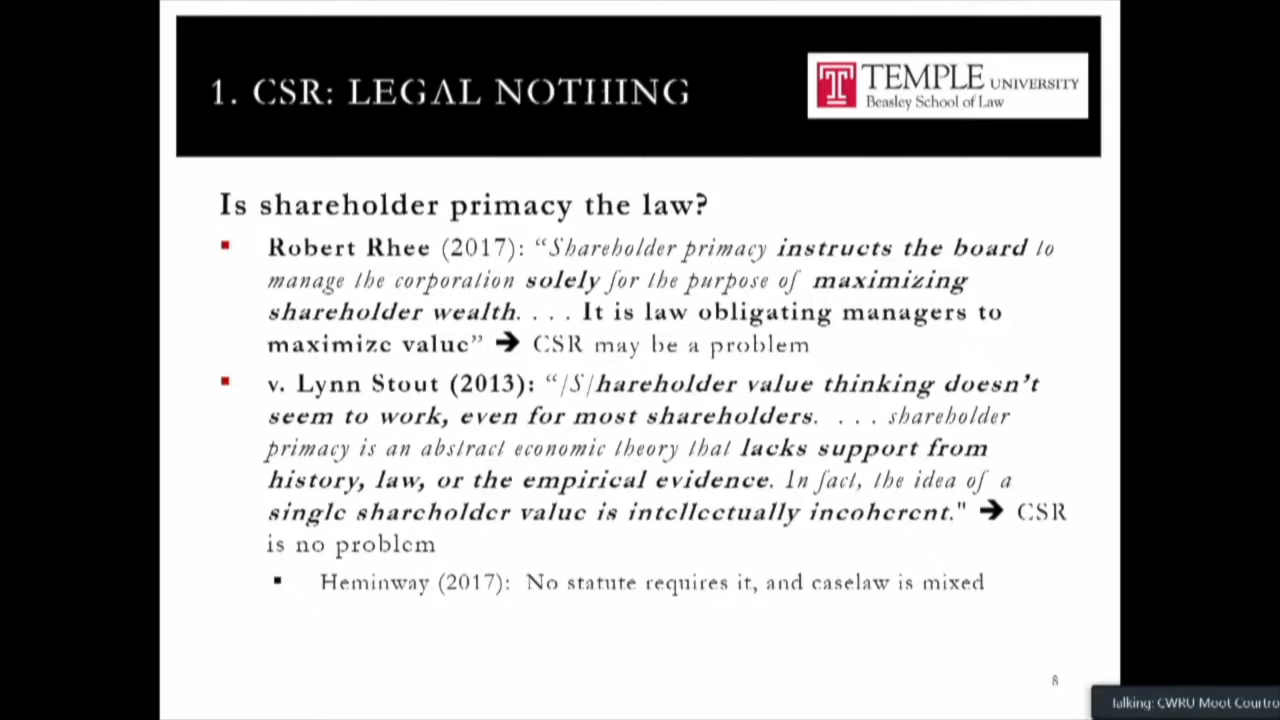 1. CSR: LEGAL NOTHING
TEMPLE UNIVERSITY
Beasley School of Law
Is shareholder primacy the law?
▪ Robert Rhee (2017): “Shareholder primacy instructs the board to
manage the corporation solely for the purpose of maximizing
shareholder wealth. . . . It is law obligating managers to
maximize value” ➔ CSR may be a problem
▪ v. Lynn Stout (2013): “[S]hareholder value thinking doesn’t
seem to work, even for most shareholders. . . . shareholder
primacy is an abstract economic theory that lacks support from
history, law, or the empirical evidence. In fact, the idea of a
single shareholder value is intellectually incoherent." ➔ CSR
is no problem
▪ Heminway (2017): No statute requires it, and caselaw is mixed
8
Talking: CWRU Moot Courtro